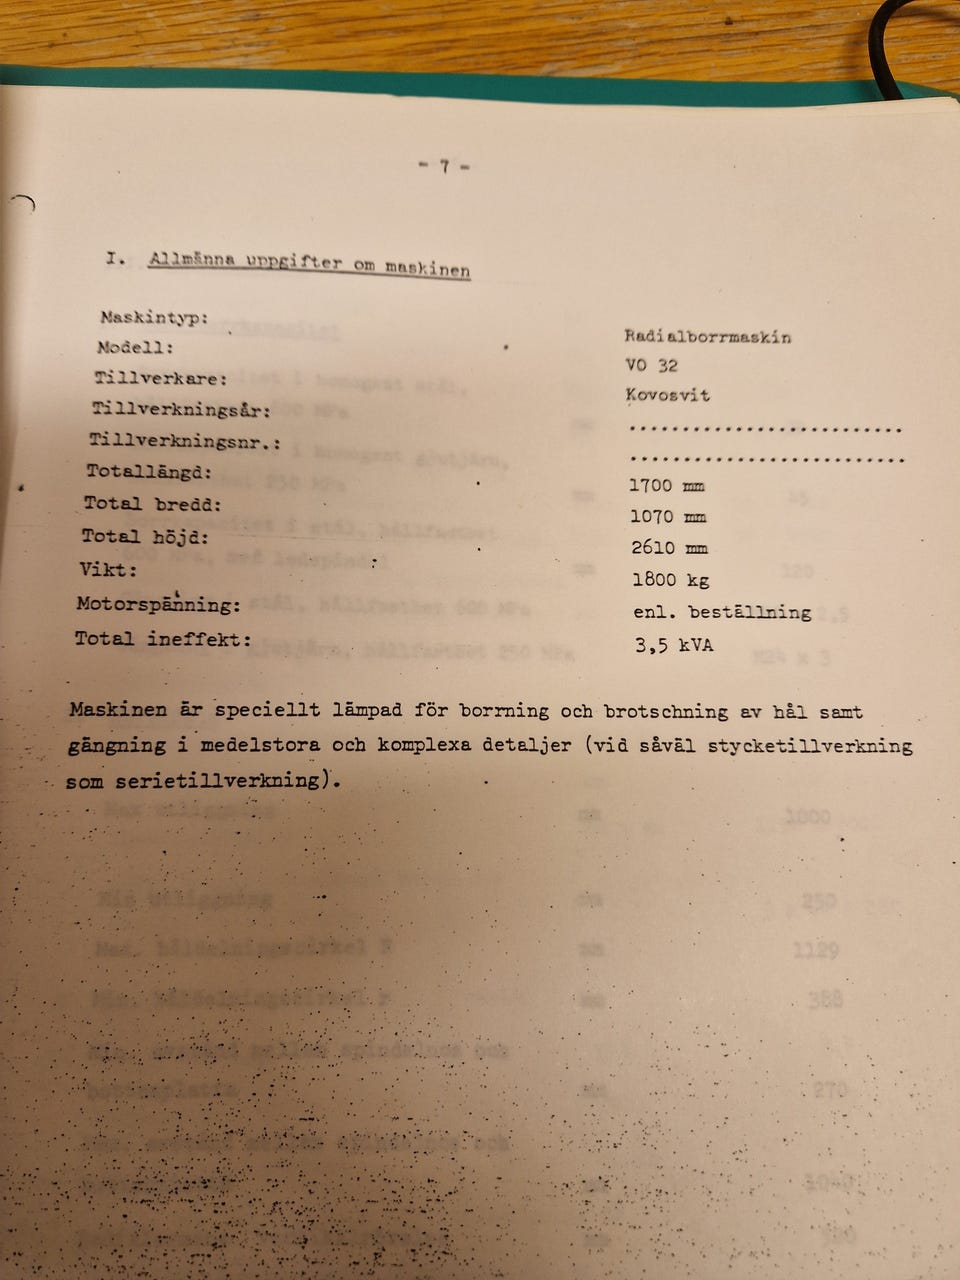 - 7 -
I. Allmänna uppgifter om maskinen
Maskintyp: Radialborrmaskin
Modell: VO 32
Tillverkare: Kovosvit
Tillverkningsår: ..........................
Tillverkningsnr.: ..........................
Totallängd: 1700 mm
Total bredd: 1070 mm
Total höjd: 2610 mm
Vikt: 1800 kg
Motorspänning: enl. beställning
Total ineffekt: 3,5 kVA
Maskinen är speciellt lämpad för borrning och brotschning av hål samt
gängning i medelstora och komplexa detaljer (vid såväl stycketillverkning
som serietillverkning).